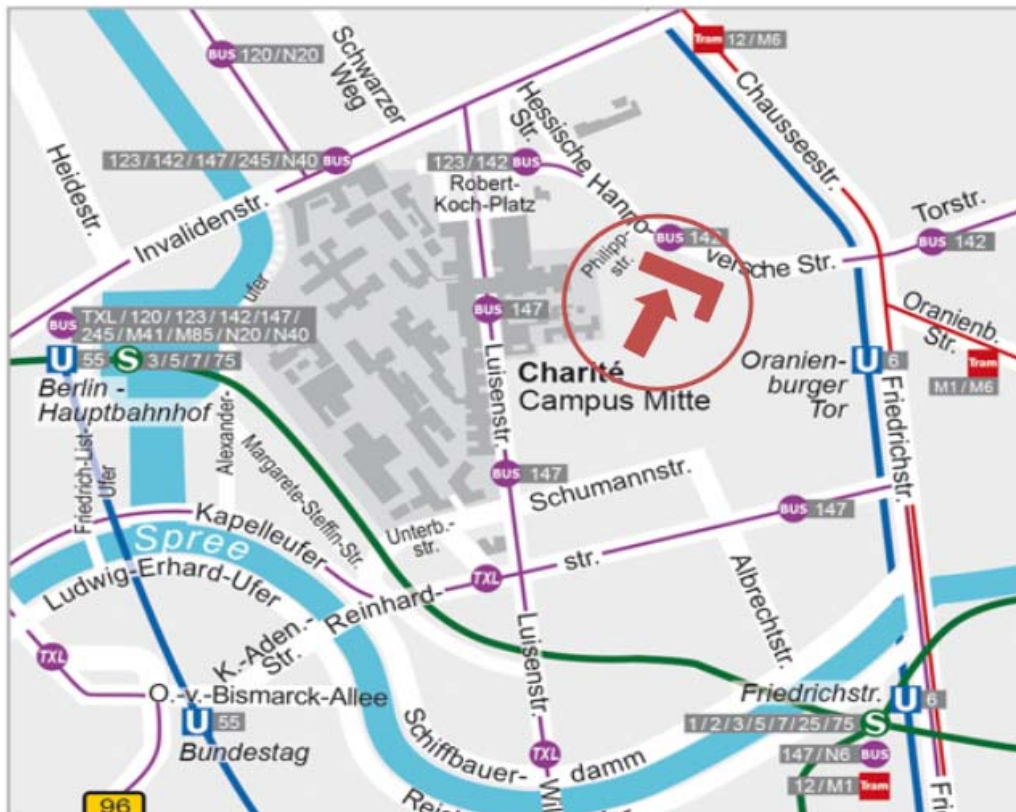 Tram 12 / M6
BUS 120 / N20
Schwarzer
Weg
Hessische
Str.
Chausseestr.
Heidestr.
123 / 142 / 147 / 245 / N40 BUS
123 / 142 BUS
Robert-
Koch-Platz
Hanno-
versche Str.
Torstr.
BUS 142
Invalidenstr.
Philipp-
str.
BUS 142
ufer
Alexander-
BUS TXL / 120 / 123 / 142 / 147 /
245 / M41 / M85 / N20 / N40
BUS 147
Oranienb.
Str.
U 55 S 3 / 5 / 7 / 75
Berlin -
Hauptbahnhof
Luisenstr.
Charité
Campus Mitte
Oranien-
burger
Tor
U 6
Tram
M1 / M6
Friedrichstr.
Friedrich-List-
Ufer
Margarete-Steffin-Str.
BUS 147
Schumannstr.
BUS 147
Kapelleufer
Unterb.-
str.
Spree
Ludwig-Erhard-Ufer
Reinhard-
str.
TXL
Albrechtstr.
K.-Aden.-
Str.
Luisenstr.
TXL
O.-v.-Bismarck-Allee
U 55
Bundestag
Friedrichstr.
U 6
1 / 2 / 3 / 5 / 7 / 25 / 75 S
147 / N6 BUS
12 / M1 Tram
Schiffbauer-
damm
TXL
96